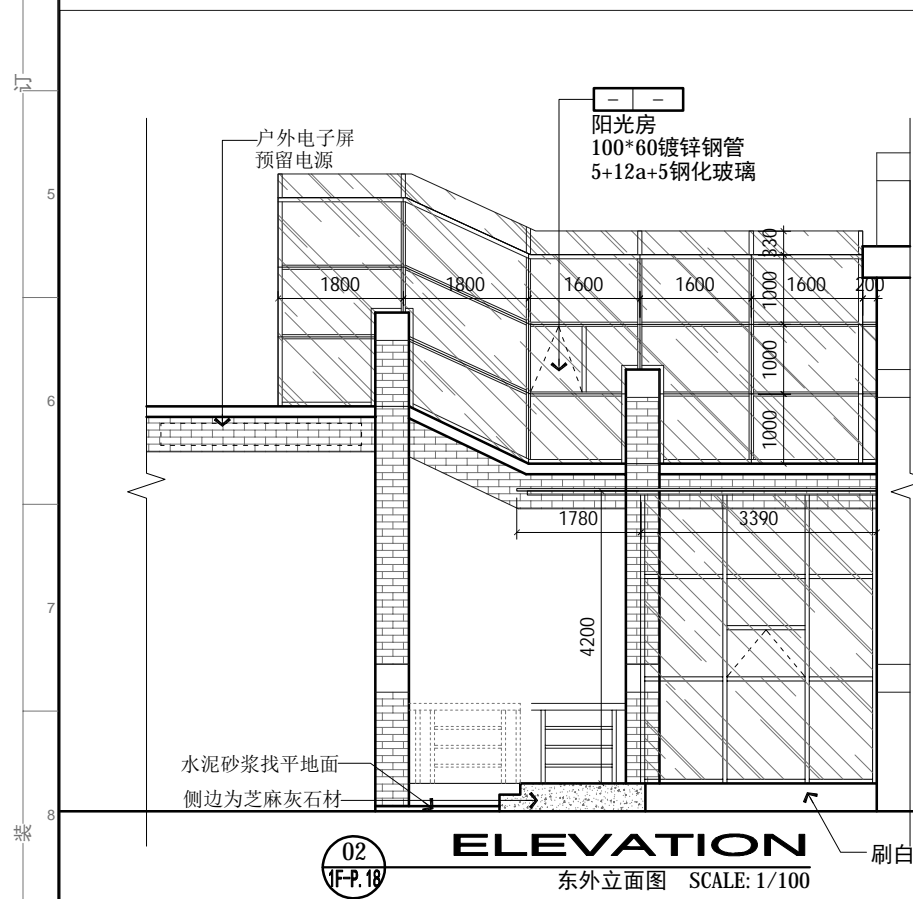 订
户外电子屏
预留电源
— —
阳光房
100*60镀锌钢管
5+12a+5钢化玻璃
5
330
1800 1800 1600 1600 1600 200
1000
1000
6
1000
1780 3390
7
4200
水泥砂浆找平地面
侧边为芝麻灰石材
8
装
02
1F-P.18
ELEVATION
东外立面图 SCALE: 1/100
刷白